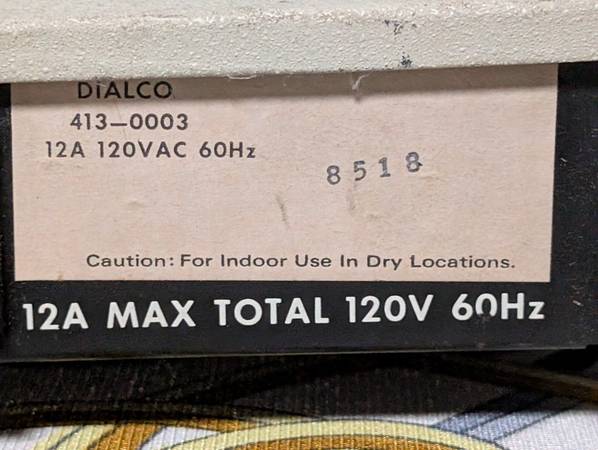 DiALCO
413-0003
12A 120VAC 60Hz
8518
Caution: For Indoor Use In Dry Locations.
12A MAX TOTAL 120V 60Hz